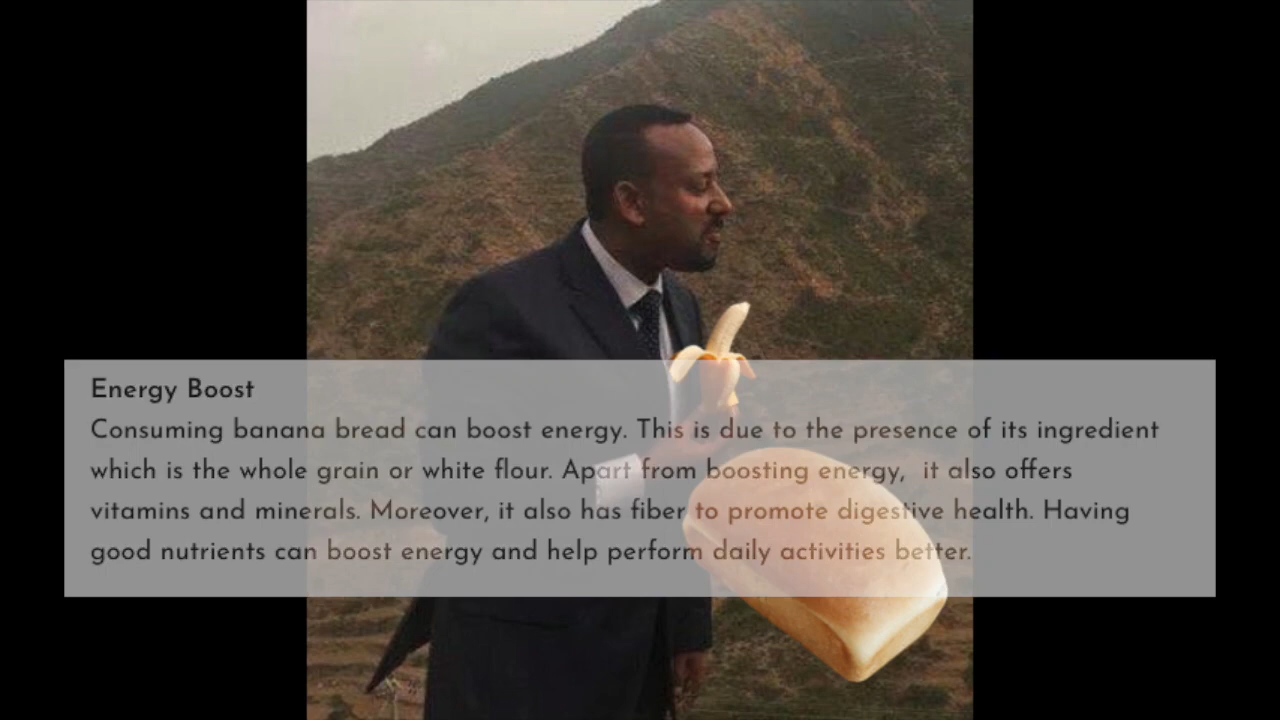 Energy Boost
Consuming banana bread can boost energy. This is due to the presence of its ingredient
which is the whole grain or white flour. Apart from boosting energy,  it also offers
vitamins and minerals. Moreover, it also has fiber to promote digestive health. Having
good nutrients can boost energy and help perform daily activities better.